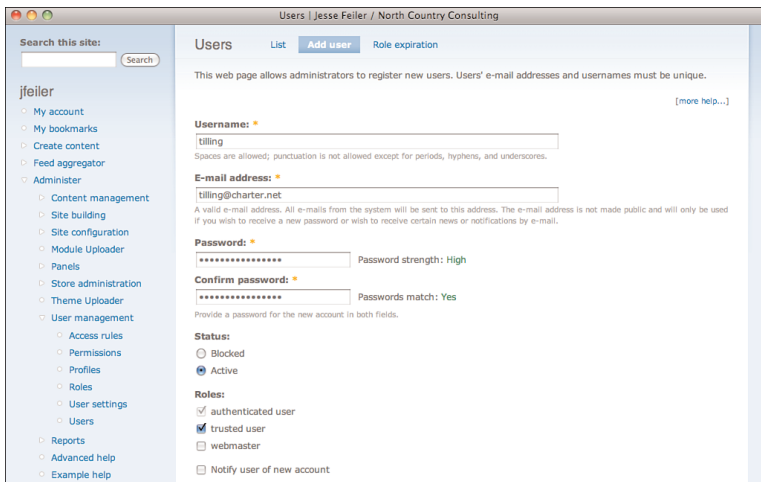 Users | Jesse Feiler / North Country Consulting
Search this site:
Search
jfeiler
My account
My bookmarks
Create content
Feed aggregator
Administer
Content management
Site building
Site configuration
Module Uploader
Panels
Store administration
Theme Uploader
User management
Access rules
Permissions
Profiles
Roles
User settings
Users
Reports
Advanced help
Example help
Users List Add user Role expiration
This web page allows administrators to register new users. Users' e-mail addresses and usernames must be unique.
[more help...]
Username: *
tilling
Spaces are allowed; punctuation is not allowed except for periods, hyphens, and underscores.
E-mail address: *
tilling@charter.net
A valid e-mail address. All e-mails from the system will be sent to this address. The e-mail address is not made public and will only be used
if you wish to receive a new password or wish to receive certain news or notifications by e-mail.
Password: *
•••••••••••••••• Password strength: High
Confirm password: *
•••••••••••••••• Passwords match: Yes
Provide a password for the new account in both fields.
Status:
Blocked
Active
Roles:
authenticated user
trusted user
webmaster
Notify user of new account